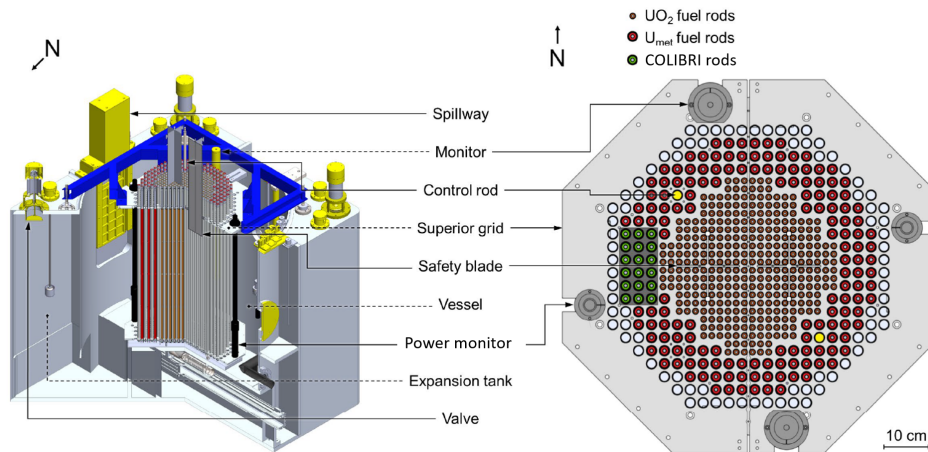 N
UO₂ fuel rods
U_met fuel rods
COLIBRI rods
N
Spillway
Monitor
Control rod
Superior grid
Safety blade
Vessel
Power monitor
Expansion tank
Valve
10 cm